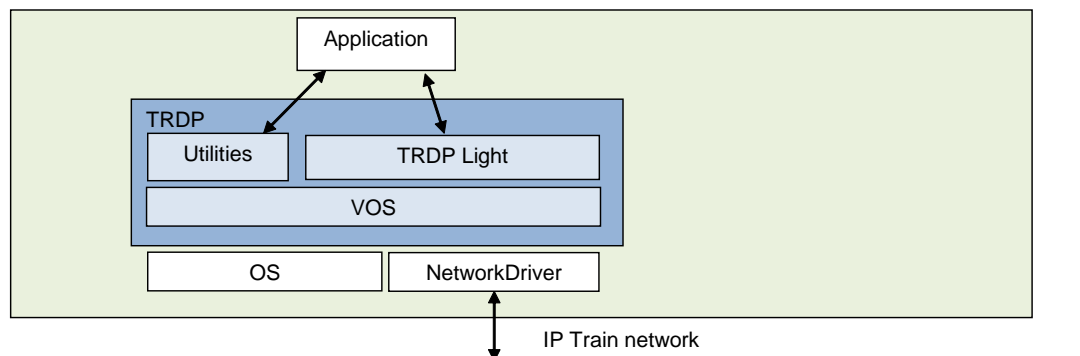 Application
TRDP
Utilities
TRDP Light
VOS
OS
NetworkDriver
IP Train network